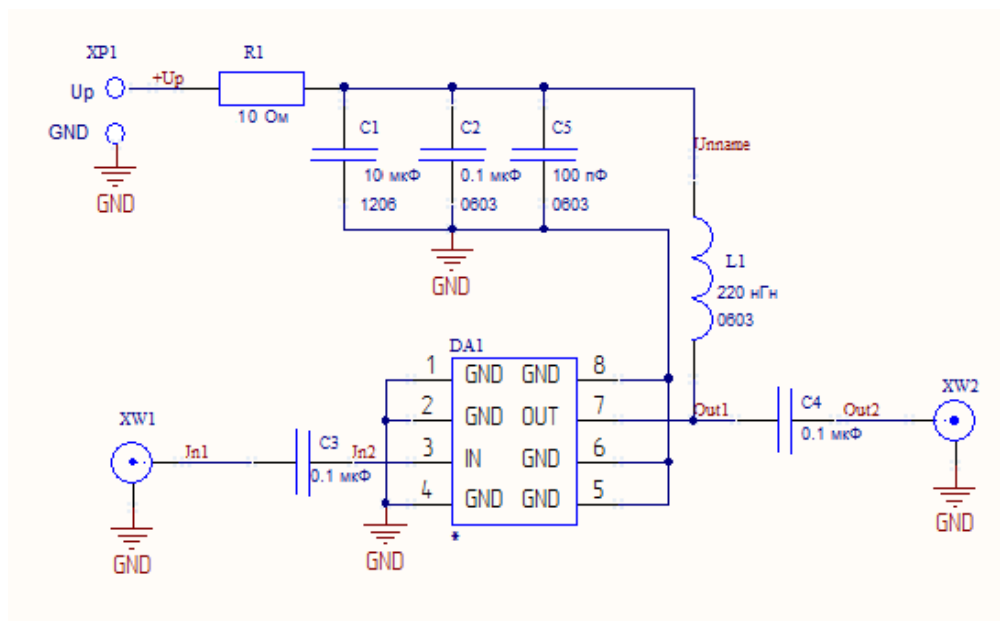 XP1
R1
Up
+Up
10 Ом
GND
GND
C1
10 мкФ
1206
C2
0.1 мкФ
0603
C5
100 пФ
0603
Unname
GND
L1
220 нГн
0603
DA1
1 GND GND 8
2 GND OUT 7
3 IN GND 6
4 GND GND 5
*
XW1
Jn1
C3
Jn2
0.1 мкФ
GND
GND
Out1
C4
Out2
0.1 мкФ
XW2
GND